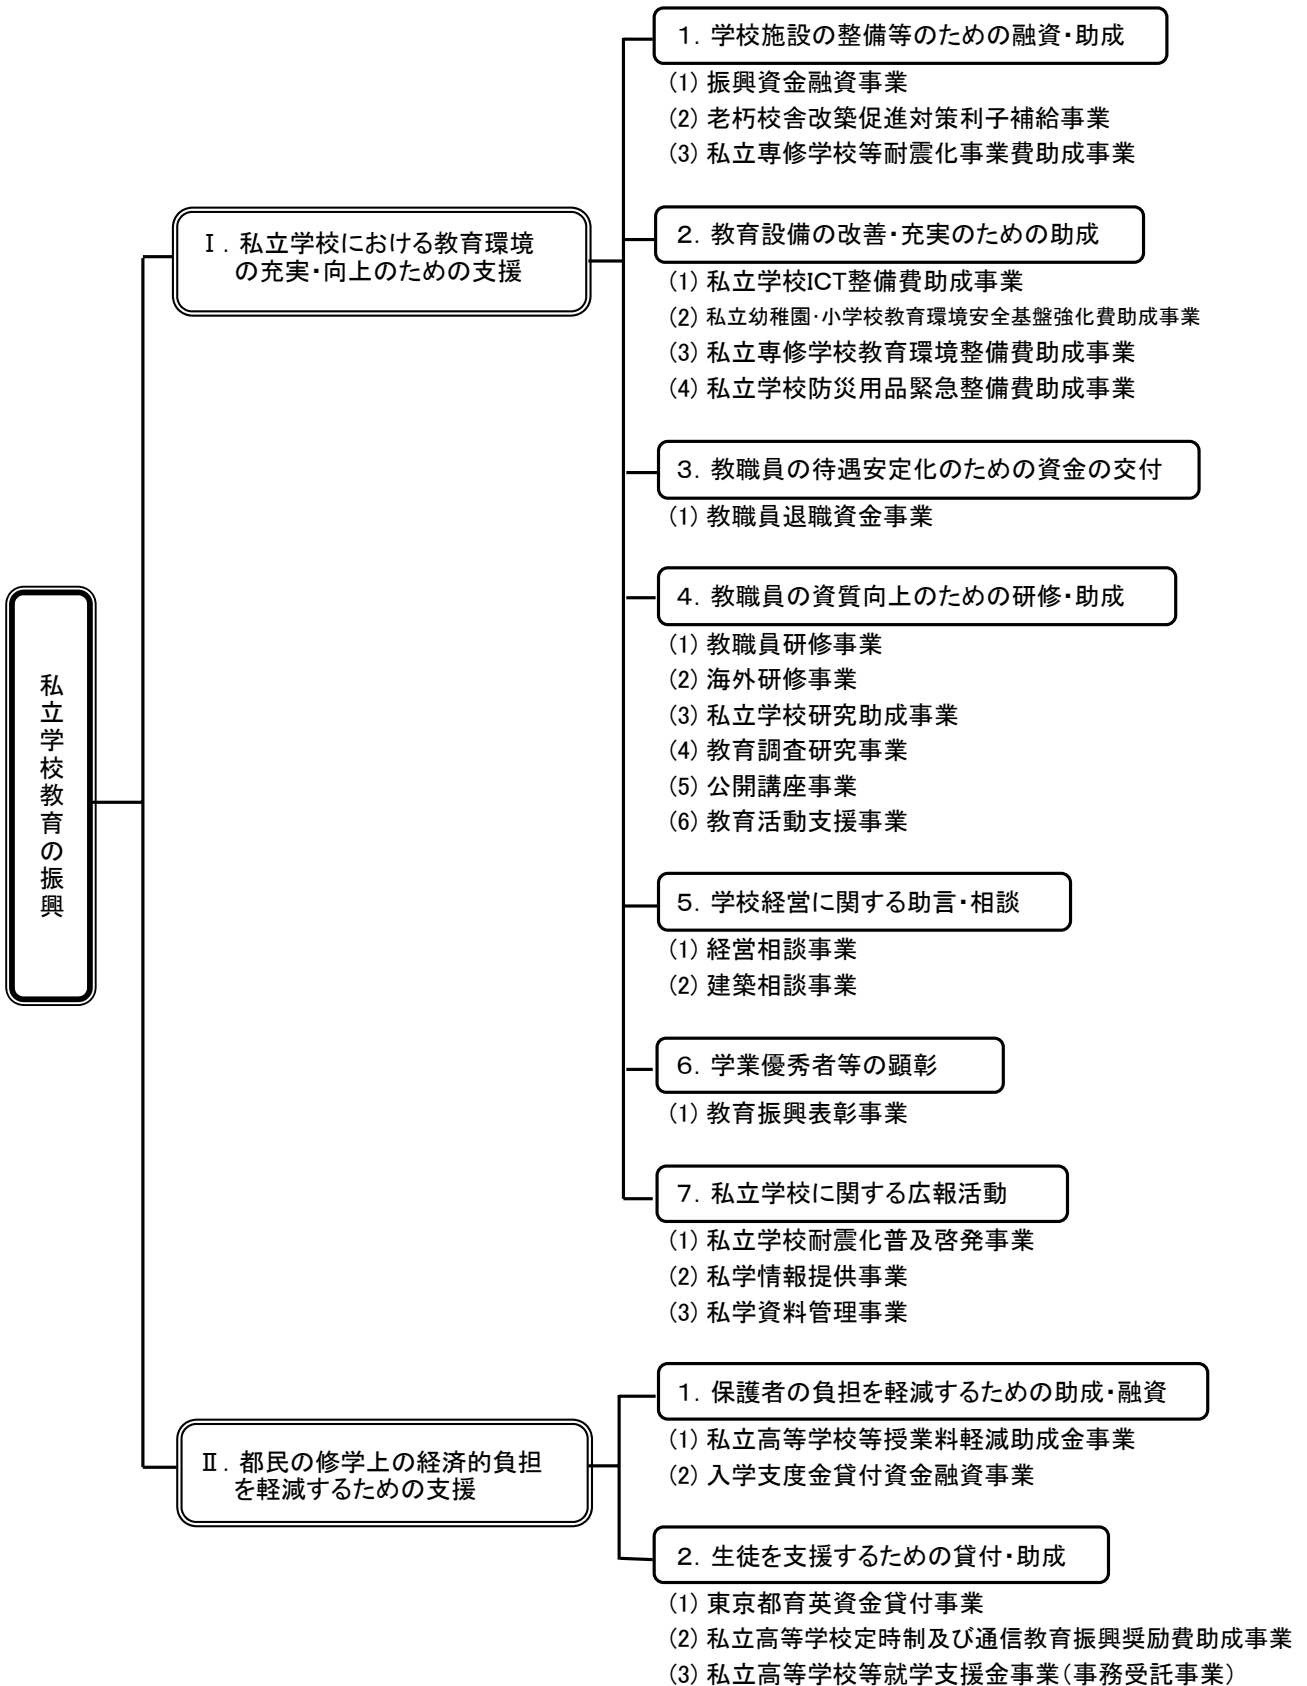 私立学校教育の振興
Ⅰ．私立学校における教育環境
の充実・向上のための支援
１．学校施設の整備等のための融資・助成
(1) 振興資金融資事業
(2) 老朽校舎改築促進対策利子補給事業
(3) 私立専修学校等耐震化事業費助成事業
２．教育設備の改善・充実のための助成
(1) 私立学校ICT整備費助成事業
(2) 私立幼稚園・小学校教育環境安全基盤強化費助成事業
(3) 私立専修学校教育環境整備費助成事業
(4) 私立学校防災用品緊急整備費助成事業
３．教職員の待遇安定化のための資金の交付
(1) 教職員退職資金事業
４．教職員の資質向上のための研修・助成
(1) 教職員研修事業
(2) 海外研修事業
(3) 私立学校研究助成事業
(4) 教育調査研究事業
(5) 公開講座事業
(6) 教育活動支援事業
５．学校経営に関する助言・相談
(1) 経営相談事業
(2) 建築相談事業
６．学業優秀者等の顕彰
(1) 教育振興表彰事業
７．私立学校に関する広報活動
(1) 私立学校耐震化普及啓発事業
(2) 私学情報提供事業
(3) 私学資料管理事業
Ⅱ．都民の修学上の経済的負担
を軽減するための支援
１．保護者の負担を軽減するための助成・融資
(1) 私立高等学校等授業料軽減助成金事業
(2) 入学支度金貸付資金融資事業
２．生徒を支援するための貸付・助成
(1) 東京都育英資金貸付事業
(2) 私立高等学校定時制及び通信教育振興奨励費助成事業
(3) 私立高等学校等就学支援金事業（事務受託事業）